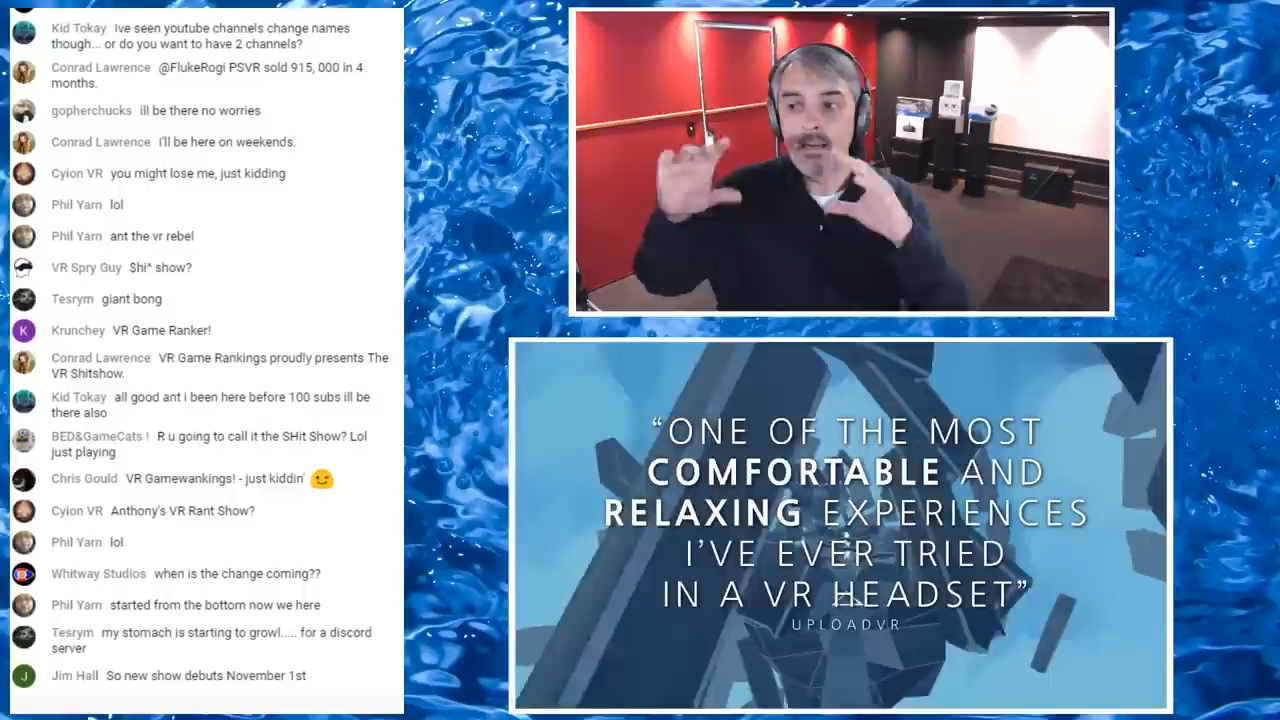 Kid Tokay Ive seen youtube channels change names
though... or do you want to have 2 channels?
Conrad Lawrence @FlukeRogi PSVR sold 915, 000 in 4
months.
gopherchucks ill be there no worries
Conrad Lawrence I'll be here on weekends.
Cyion VR you might lose me, just kidding
Phil Yarn lol
Phil Yarn ant the vr rebel
VR Spry Guy $hi^ show?
Tesrym giant bong
K Krunchey VR Game Ranker!
Conrad Lawrence VR Game Rankings proudly presents The
VR Shitshow.
Kid Tokay all good ant i been here before 100 subs ill be
there also
BED&GameCats ! R u going to call it the SHit Show? Lol
just playing
Chris Gould VR Gamewankings! - just kiddin'
Cyion VR Anthony's VR Rant Show?
Phil Yarn lol
Whitway Studios when is the change coming??
Phil Yarn started from the bottom now we here
Tesrym my stomach is starting to growl..... for a discord
server
J Jim Hall So new show debuts November 1st
“ONE OF THE MOST
COMFORTABLE AND
RELAXING EXPERIENCES
I'VE EVER TRIED
IN A VR HEADSET”
UPLOADVR